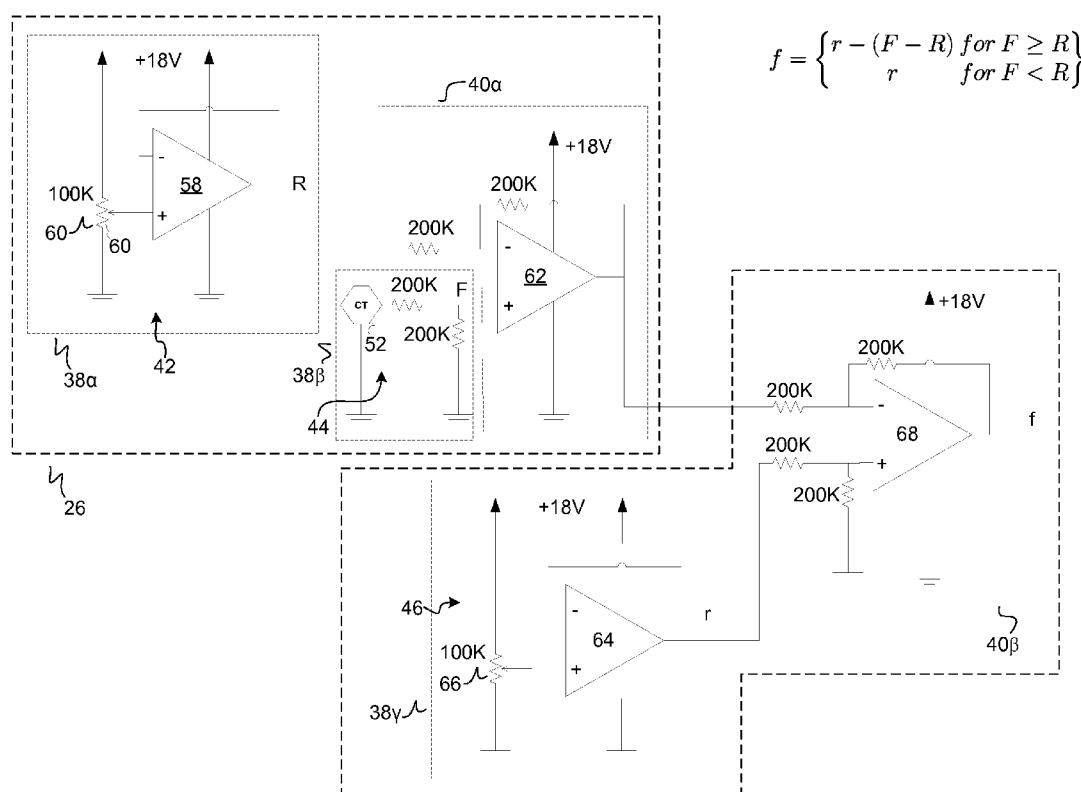 f = { r − (F − R) for F ≥ R }
r for F < R
+18V
40α
+18V
58
-
+
R
100K
60
60
42
38α
200K
200K
-
+
62
200K
F
CT
52
200K
38β
44
26
+18V
200K
200K
-
68
f
200K
+
200K
40β
+18V
46
-
+
64
r
100K
66
38γ